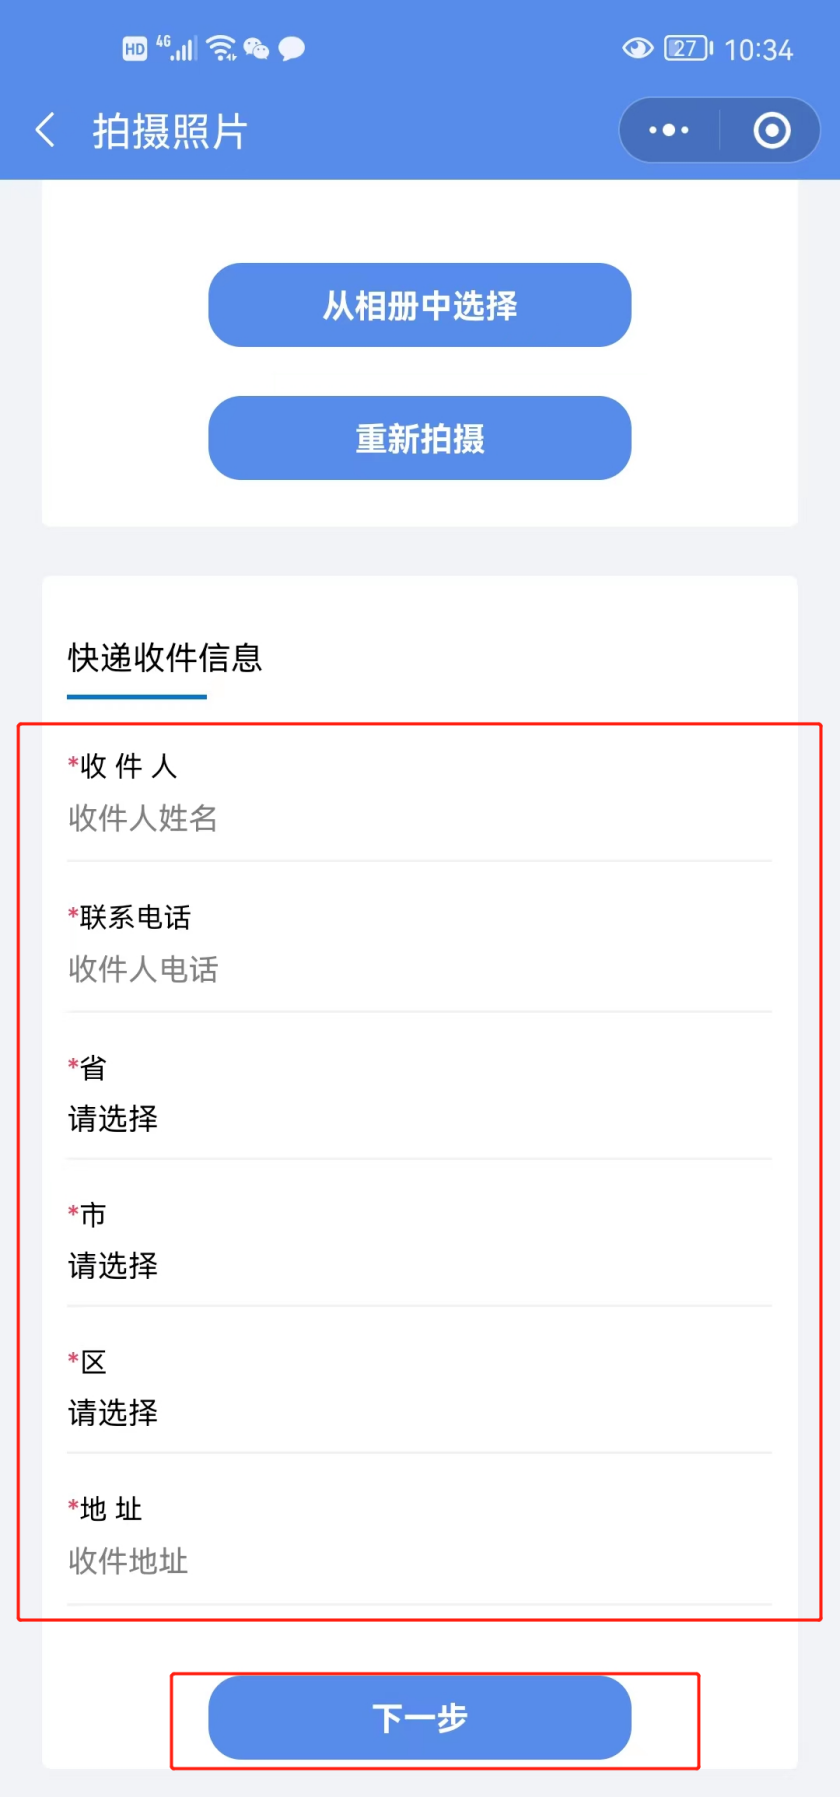 HD 4G 27 10:34
拍摄照片
从相册中选择
重新拍摄
快递收件信息
*收 件 人
收件人姓名
*联系电话
收件人电话
*省
请选择
*市
请选择
*区
请选择
*地 址
收件地址
下一步